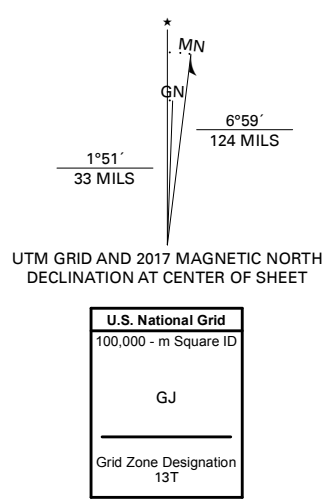 ★
MN
GN
6°59´
124 MILS
1°51´
33 MILS
UTM GRID AND 2017 MAGNETIC NORTH
DECLINATION AT CENTER OF SHEET
U.S. National Grid
100,000 - m Square ID
GJ
Grid Zone Designation
13T